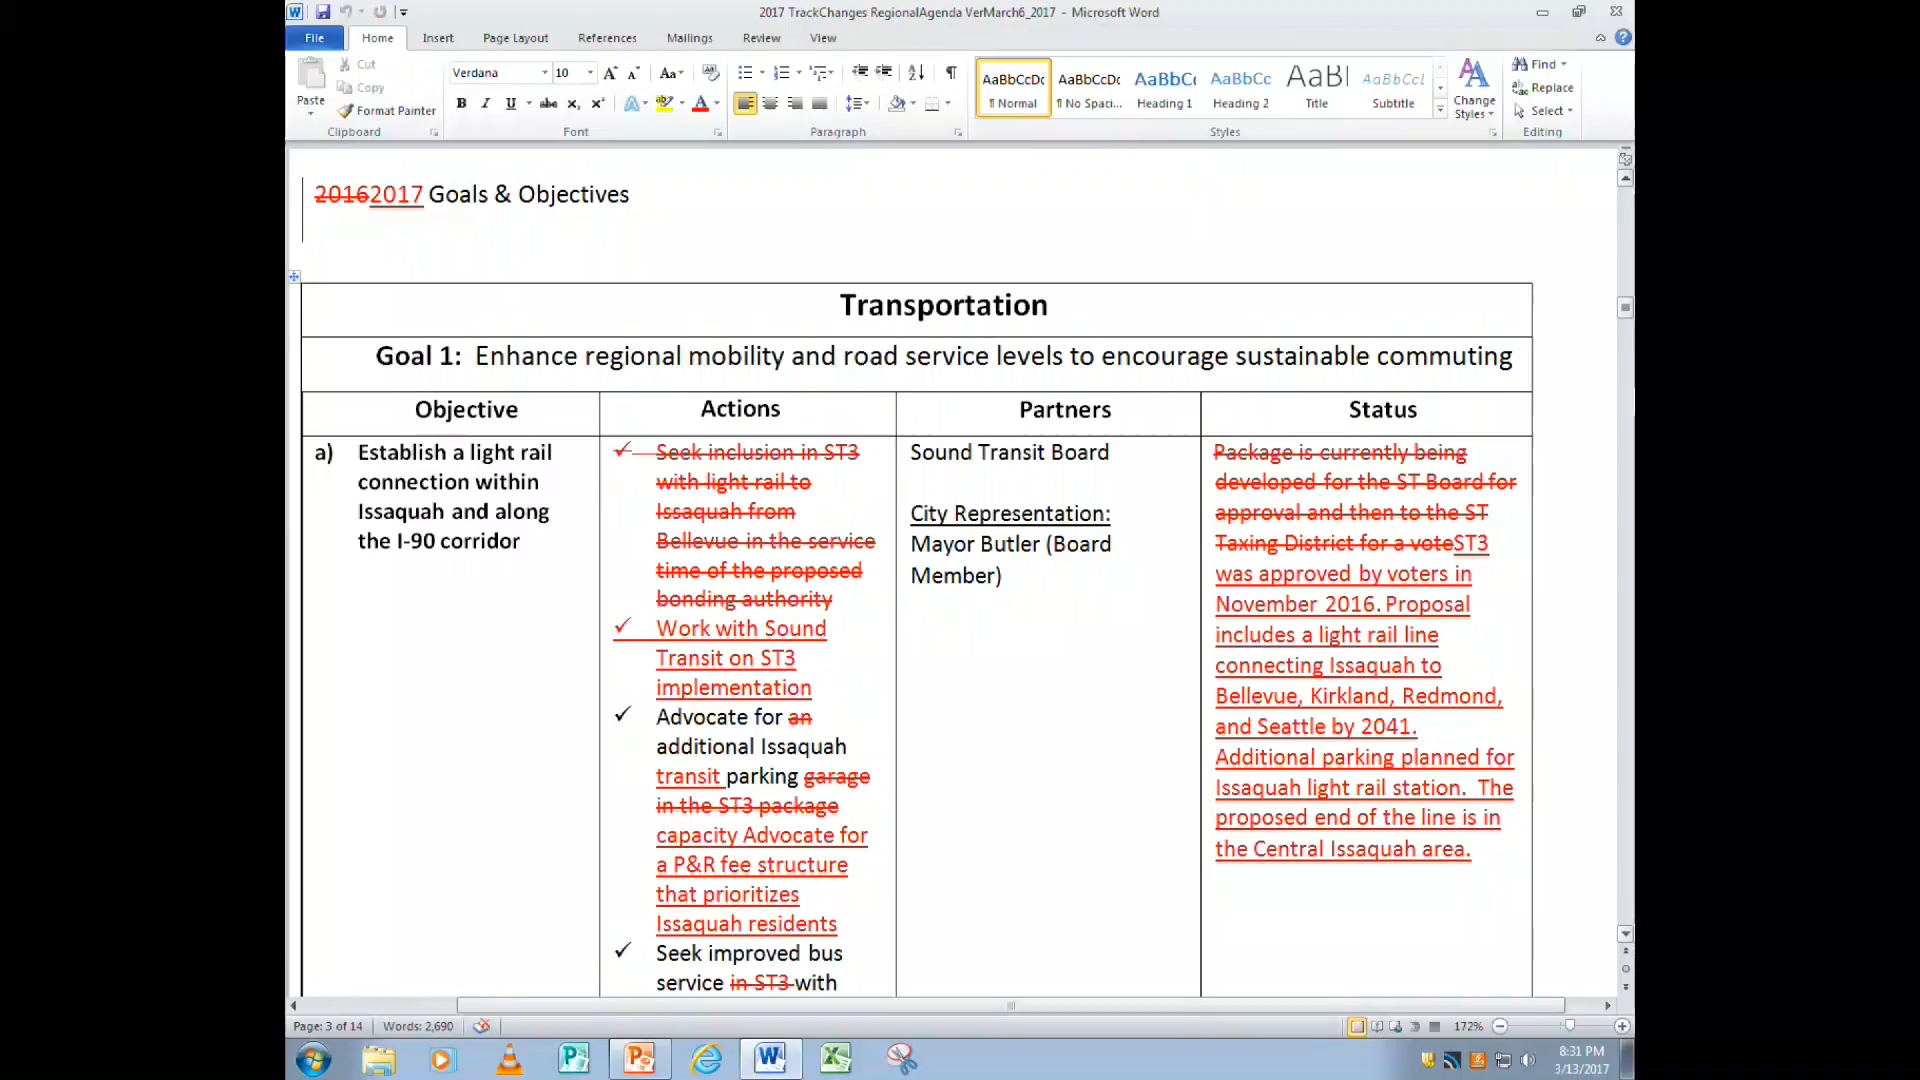 2017 TrackChanges RegionalAgenda VerMarch6_2017 - Microsoft Word
File Home Insert Page Layout References Mailings Review View
Paste
Cut
Copy
Format Painter
Clipboard
Verdana 10
Font
Paragraph
AaBbCcDc AaBbCcDc AaBbC AaBbCc AaBl AaBbCcL
¶ Normal ¶ No Spaci... Heading 1 Heading 2 Title Subtitle
Change Styles
Styles
Find
Replace
Select
Editing
20162017 Goals & Objectives
Transportation
Goal 1: Enhance regional mobility and road service levels to encourage sustainable commuting
Objective Actions Partners Status
a) Establish a light rail
connection within
Issaquah and along
the I-90 corridor
Seek inclusion in ST3
with light rail to
Issaquah from
Bellevue in the service
time of the proposed
bonding authority
Work with Sound
Transit on ST3
implementation
Advocate for an
additional Issaquah
transit parking garage
in the ST3 package
capacity Advocate for
a P&R fee structure
that prioritizes
Issaquah residents
Seek improved bus
service in ST3 with
Sound Transit Board
City Representation:
Mayor Butler (Board
Member)
Package is currently being
developed for the ST Board for
approval and then to the ST
Taxing District for a voteST3
was approved by voters in
November 2016. Proposal
includes a light rail line
connecting Issaquah to
Bellevue, Kirkland, Redmond,
and Seattle by 2041.
Additional parking planned for
Issaquah light rail station. The
proposed end of the line is in
the Central Issaquah area.
Page: 3 of 14 Words: 2,690 172%
8:31 PM
3/13/2017